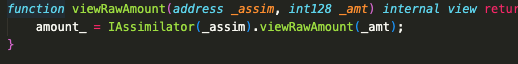 function viewRawAmount(address _assim, int128 _amt) internal view retur
amount_ = IAssimilator(_assim).viewRawAmount(_amt);
}